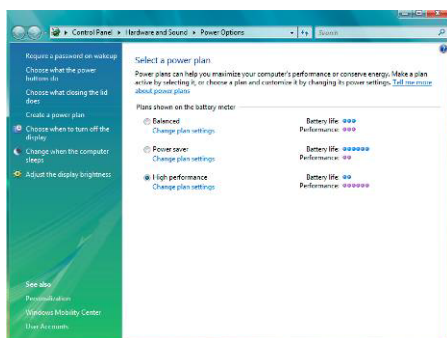 Control Panel ▸ Hardware and Sound ▸ Power Options
Search
Require a password on wakeup
Choose what the power
buttons do
Choose what closing the lid
does
Create a power plan
Choose when to turn off the
display
Change when the computer
sleeps
Adjust the display brightness
See also
Personalization
Windows Mobility Center
User Accounts
Select a power plan
Power plans can help you maximize your computer's performance or conserve energy. Make a plan
active by selecting it, or choose a plan and customize it by changing its power settings. Tell me more
about power plans
Plans shown on the battery meter
Balanced
Battery life:
Change plan settings
Performance:
Power saver
Battery life:
Change plan settings
Performance:
High performance
Battery life:
Change plan settings
Performance: